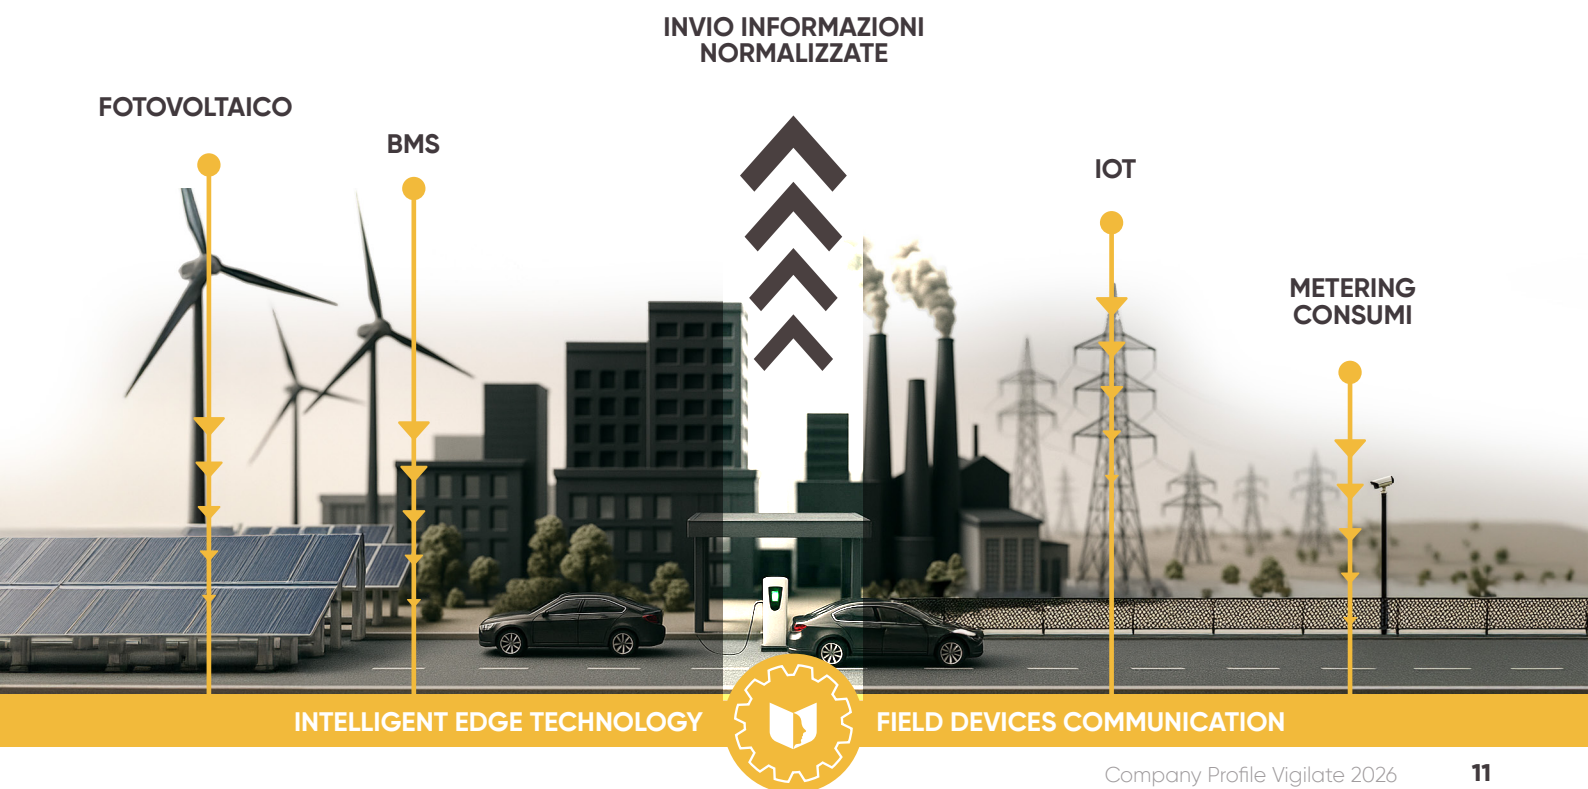 INVIO INFORMAZIONI
NORMALIZZATE
FOTOVOLTAICO
BMS
IOT
METERING
CONSUMI
INTELLIGENT EDGE TECHNOLOGY
FIELD DEVICES COMMUNICATION
Company Profile Vigilate 2026
11